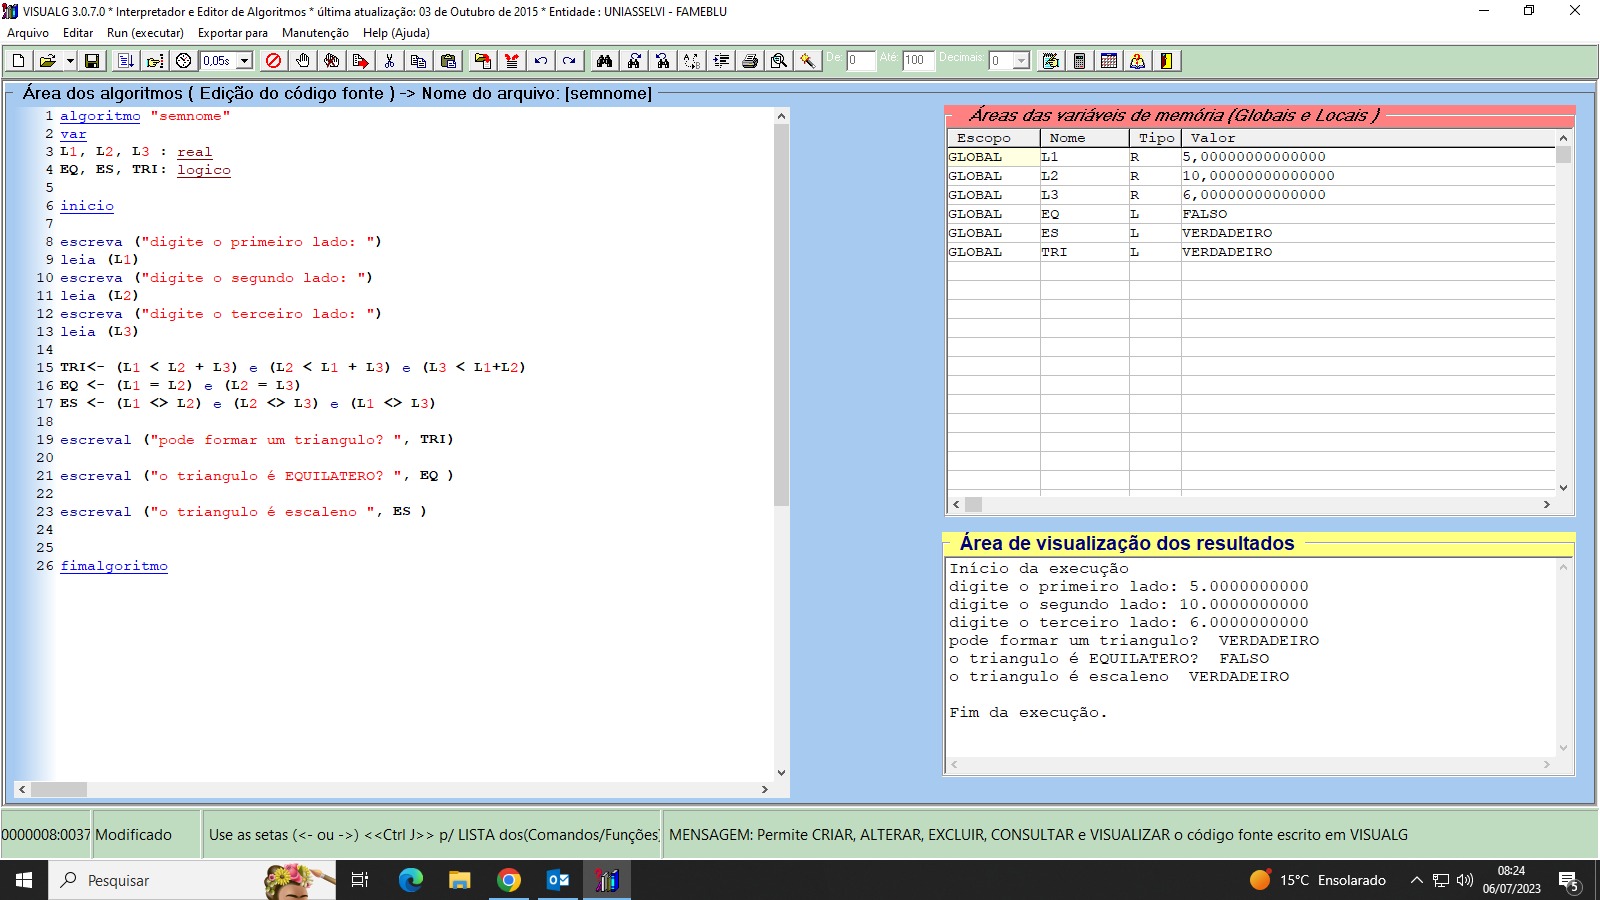 VISUALG 3.0.7.0 * Interpretador e Editor de Algoritmos * última atualização: 03 de Outubro de 2015 * Entidade : UNIASSELVI - FAMEBLU
Arquivo Editar Run (executar) Exportar para Manutenção Help (Ajuda)
0,05s De: 0 Até: 100 Decimais: 0
Área dos algoritmos ( Edição do código fonte ) -> Nome do arquivo: [semnome]
1 algoritmo "semnome"
2 var
3 L1, L2, L3 : real
4 EQ, ES, TRI: logico
5
6 inicio
7
8 escreva ("digite o primeiro lado: ")
9 leia (L1)
10 escreva ("digite o segundo lado: ")
11 leia (L2)
12 escreva ("digite o terceiro lado: ")
13 leia (L3)
14
15 TRI<- (L1 < L2 + L3) e (L2 < L1 + L3) e (L3 < L1+L2)
16 EQ <- (L1 = L2) e (L2 = L3)
17 ES <- (L1 <> L2) e (L2 <> L3) e (L1 <> L3)
18
19 escreval ("pode formar um triangulo? ", TRI)
20
21 escreval ("o triangulo é EQUILATERO? ", EQ )
22
23 escreval ("o triangulo é escaleno ", ES )
24
25
26 fimalgoritmo
Áreas das variáveis de memória (Globais e Locais )
Escopo Nome Tipo Valor
GLOBAL L1 R 5,00000000000000
GLOBAL L2 R 10,00000000000000
GLOBAL L3 R 6,00000000000000
GLOBAL EQ L FALSO
GLOBAL ES L VERDADEIRO
GLOBAL TRI L VERDADEIRO
Área de visualização dos resultados
Início da execução
digite o primeiro lado: 5.0000000000
digite o segundo lado: 10.0000000000
digite o terceiro lado: 6.0000000000
pode formar um triangulo?  VERDADEIRO
o triangulo é EQUILATERO?  FALSO
o triangulo é escaleno  VERDADEIRO
Fim da execução.
0000008:0037 Modificado Use as setas (<- ou ->) <<Ctrl J>> p/ LISTA dos(Comandos/Funções) MENSAGEM: Permite CRIAR, ALTERAR, EXCLUIR, CONSULTAR e VISUALIZAR o código fonte escrito em VISUALG
Pesquisar
15°C Ensolarado
08:24
06/07/2023
5